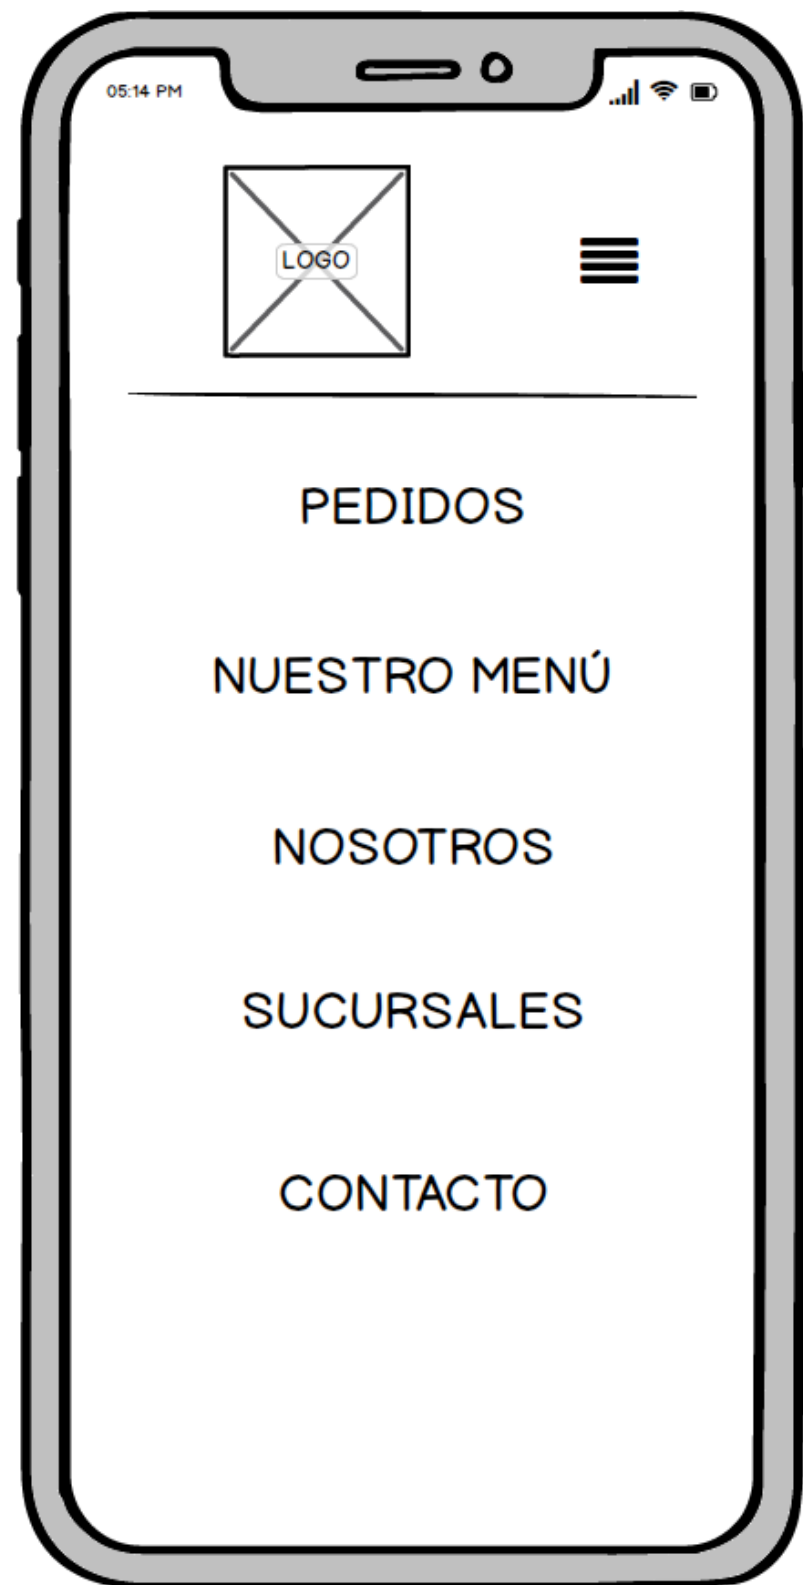 05:14 PM
LOGO
PEDIDOS
NUESTRO MENÚ
NOSOTROS
SUCURSALES
CONTACTO